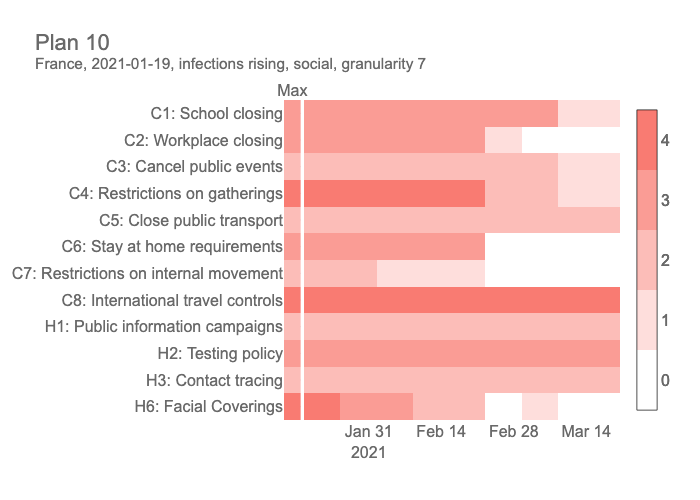 Plan 10
France, 2021-01-19, infections rising, social, granularity 7
Max
C1: School closing
C2: Workplace closing
C3: Cancel public events
C4: Restrictions on gatherings
C5: Close public transport
C6: Stay at home requirements
C7: Restrictions on internal movement
C8: International travel controls
H1: Public information campaigns
H2: Testing policy
H3: Contact tracing
H6: Facial Coverings
4
3
2
1
0
Jan 31 Feb 14 Feb 28 Mar 14
2021